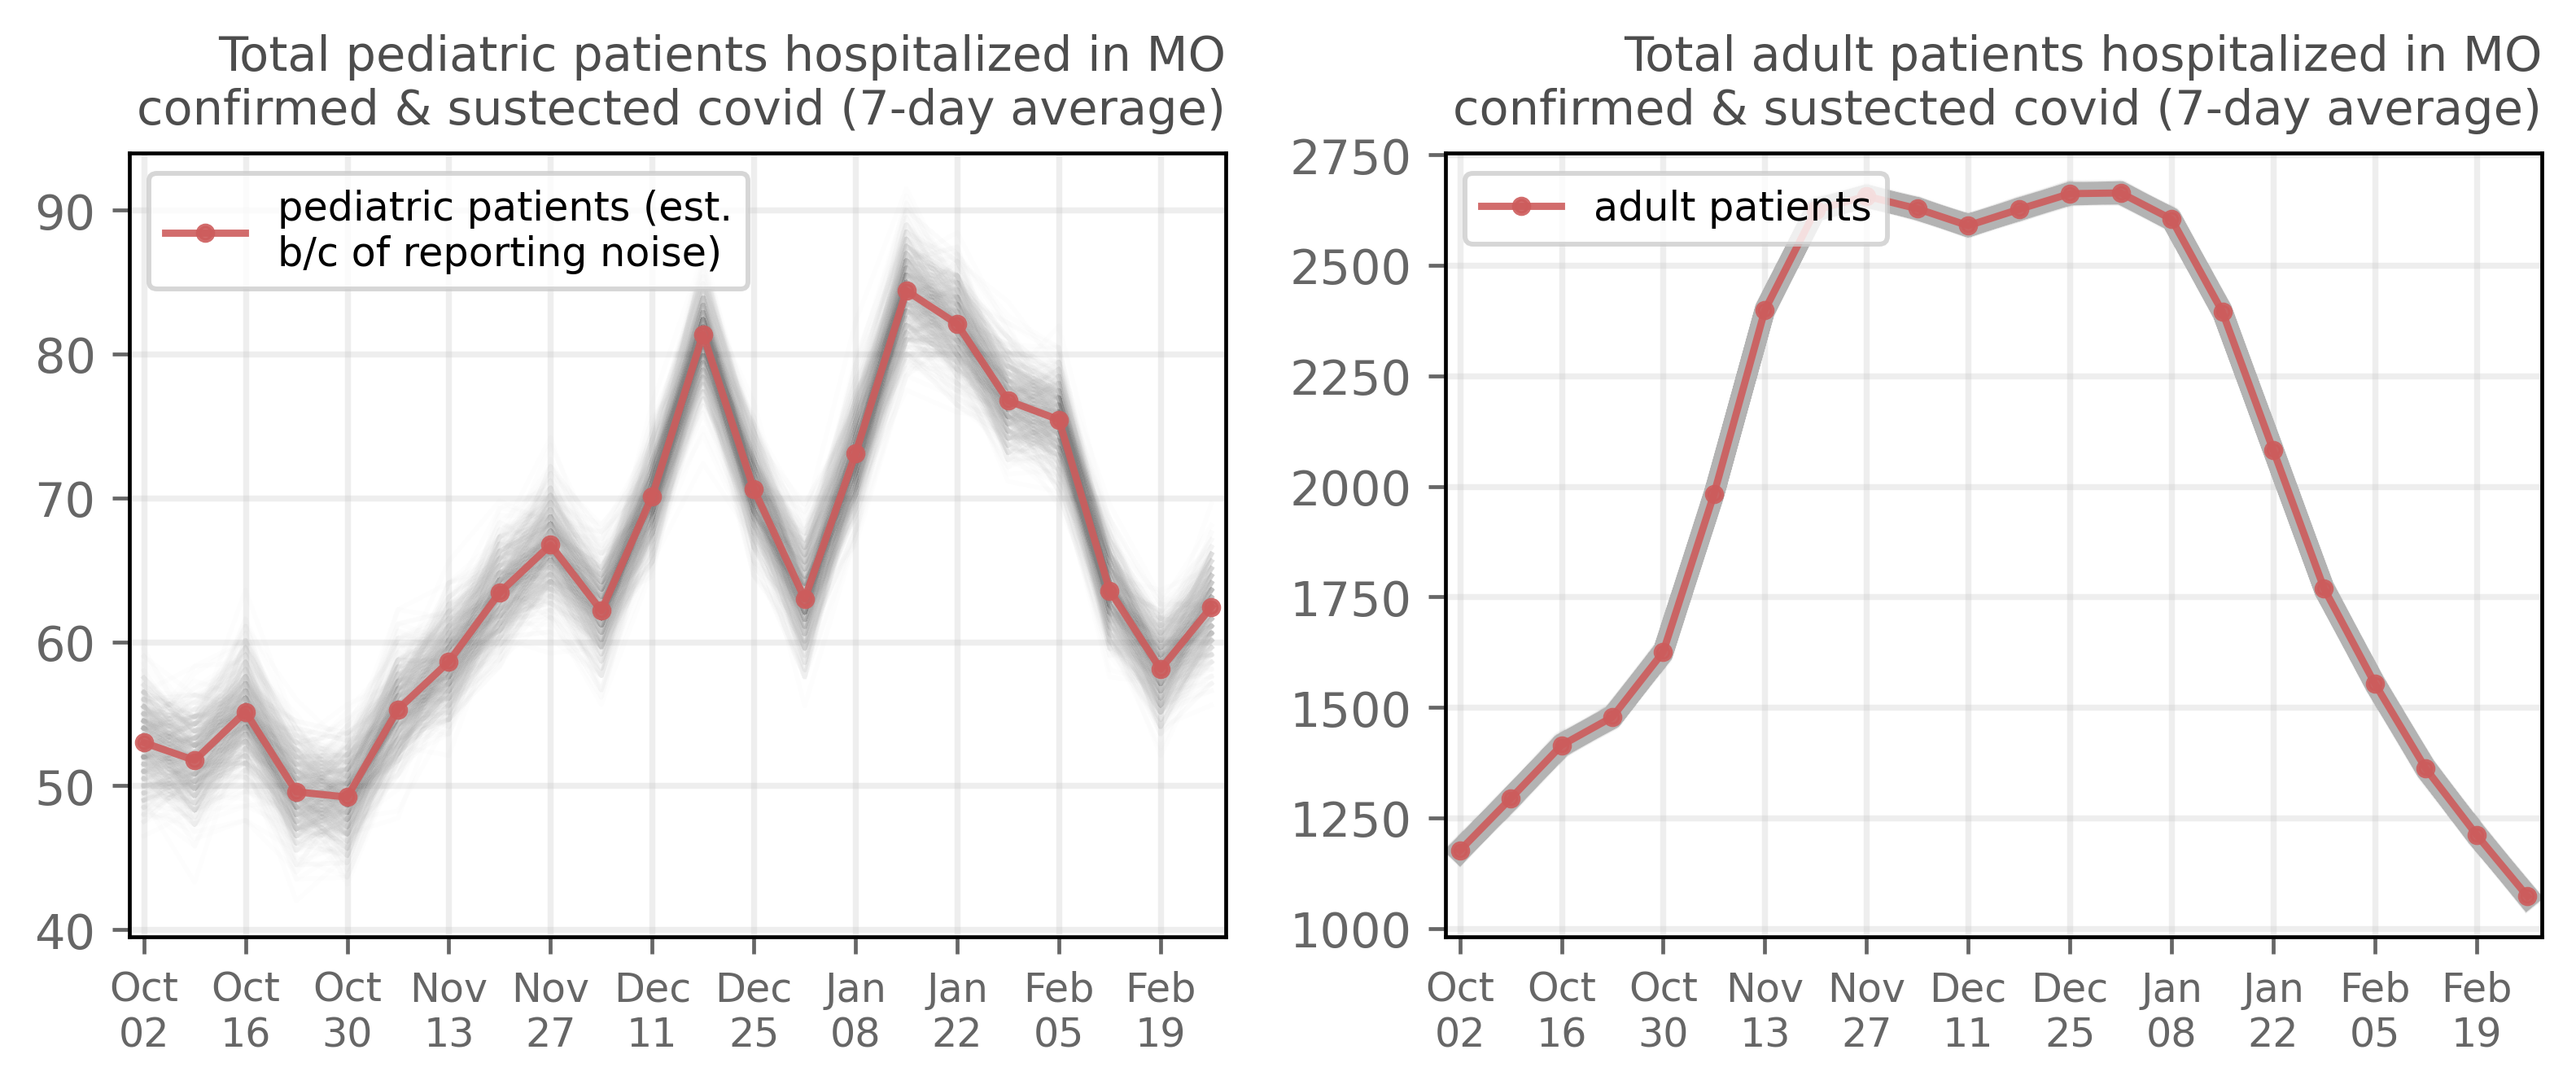 Total pediatric patients hospitalized in MO
confirmed & sustected covid (7-day average)
pediatric patients (est.
b/c of reporting noise)
90
80
70
60
50
40
Oct Oct Oct Nov Nov Dec Dec Jan Jan Feb Feb
02 16 30 13 27 11 25 08 22 05 19
Total adult patients hospitalized in MO
confirmed & sustected covid (7-day average)
adult patients
2750
2500
2250
2000
1750
1500
1250
1000
Oct Oct Oct Nov Nov Dec Dec Jan Jan Feb Feb
02 16 30 13 27 11 25 08 22 05 19